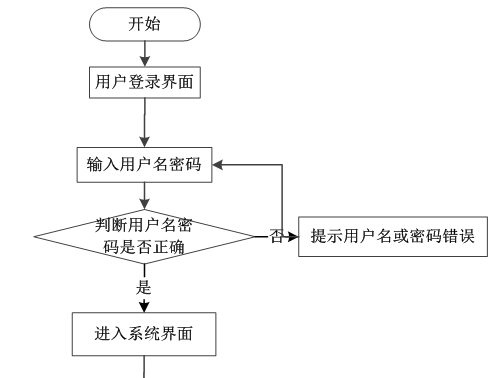 开始
用户登录界面
输入用户名密码
判断用户名密
码是否正确
否
提示用户名或密码错误
是
进入系统界面